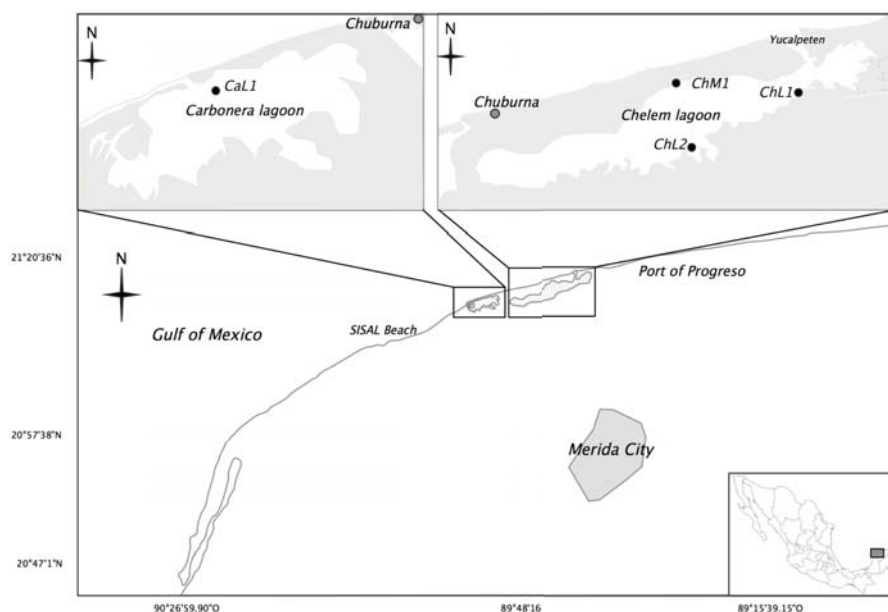 Chuburna
N
CaL1
Carbonera lagoon
N
Yucalpeten
ChM1
ChL1
Chuburna
Chelem lagoon
ChL2
21°20'36"N
N
Port of Progreso
Gulf of Mexico
SISAL Beach
20°57'38"N
Merida City
20°47'1"N
90°26'59.90"O
89°48'16
89°15'39.15"O